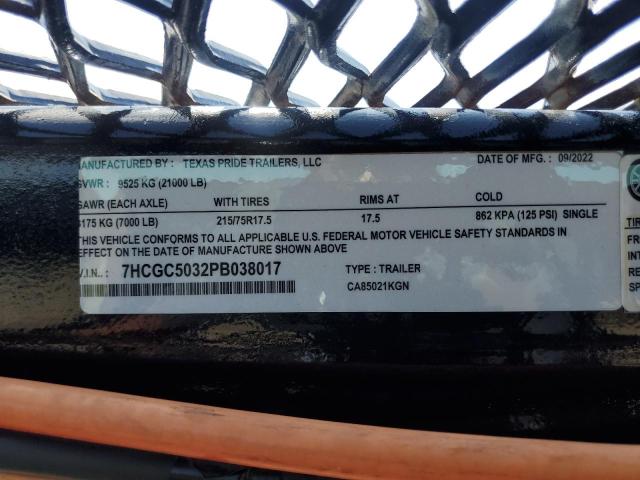 MANUFACTURED BY : TEXAS PRIDE TRAILERS, LLC DATE OF MFG. : 09/2022
GVWR : 9525 KG (21000 LB)
GAWR (EACH AXLE) WITH TIRES RIMS AT COLD
3175 KG (7000 LB) 215/75R17.5 17.5 862 KPA (125 PSI) SINGLE
THIS VEHICLE CONFORMS TO ALL APPLICABLE U.S. FEDERAL MOTOR VEHICLE SAFETY STANDARDS IN
EFFECT ON THE DATE OF MANUFACTURE SHOWN ABOVE
V.I.N.: 7HCGC5032PB038017 TYPE : TRAILER
CA85021KGN